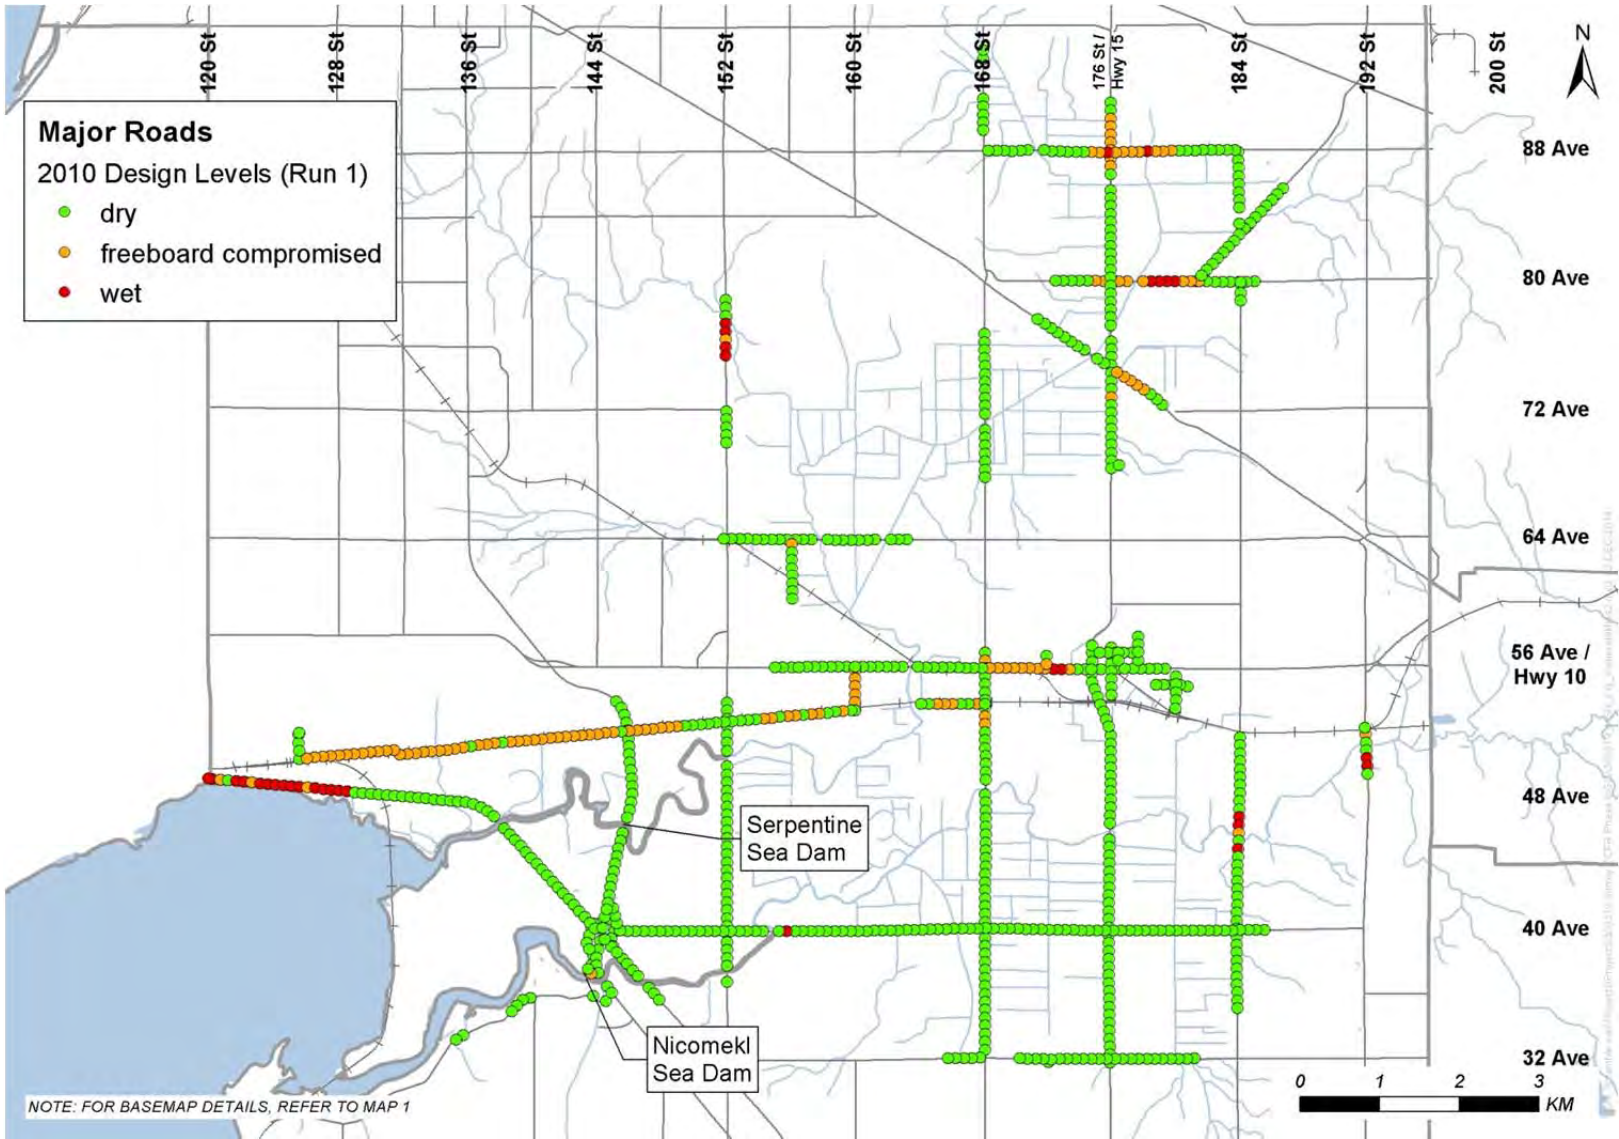 120 St
128 St
136 St
144 St
152 St
160 St
168 St
176 St /
Hwy 15
184 St
192 St
200 St
N
Major Roads
2010 Design Levels (Run 1)
dry
freeboard compromised
wet
88 Ave
80 Ave
72 Ave
64 Ave
56 Ave /
Hwy 10
48 Ave
Serpentine
Sea Dam
40 Ave
Nicomekl
Sea Dam
32 Ave
0 1 2 3
KM
NOTE: FOR BASEMAP DETAILS, REFER TO MAP 1